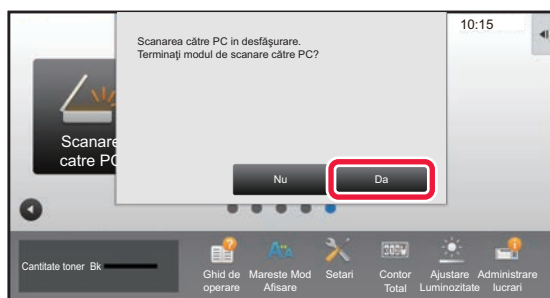 10:15
Scanarea către PC in desfăşurare.
Terminaţi modul de scanare către PC?
Scanare
catre PC
Nu
Da
Cantitate toner Bk
Ghid de
operare
Mareste Mod
Afisare
Setari
Contor
Total
Ajustare
Luminozitate
Administrare
lucrari